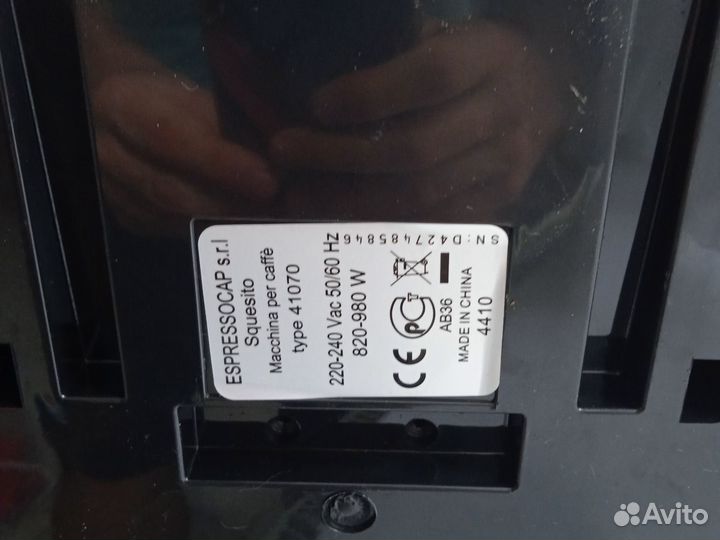 ESPRESSOCAP s.r.l
Squesito
Macchina per caffè
type 41070
220-240 Vac 50/60 Hz
820-980 W
CE
PCT
AB36
MADE IN CHINA
4410
SN:D427485846
Avito